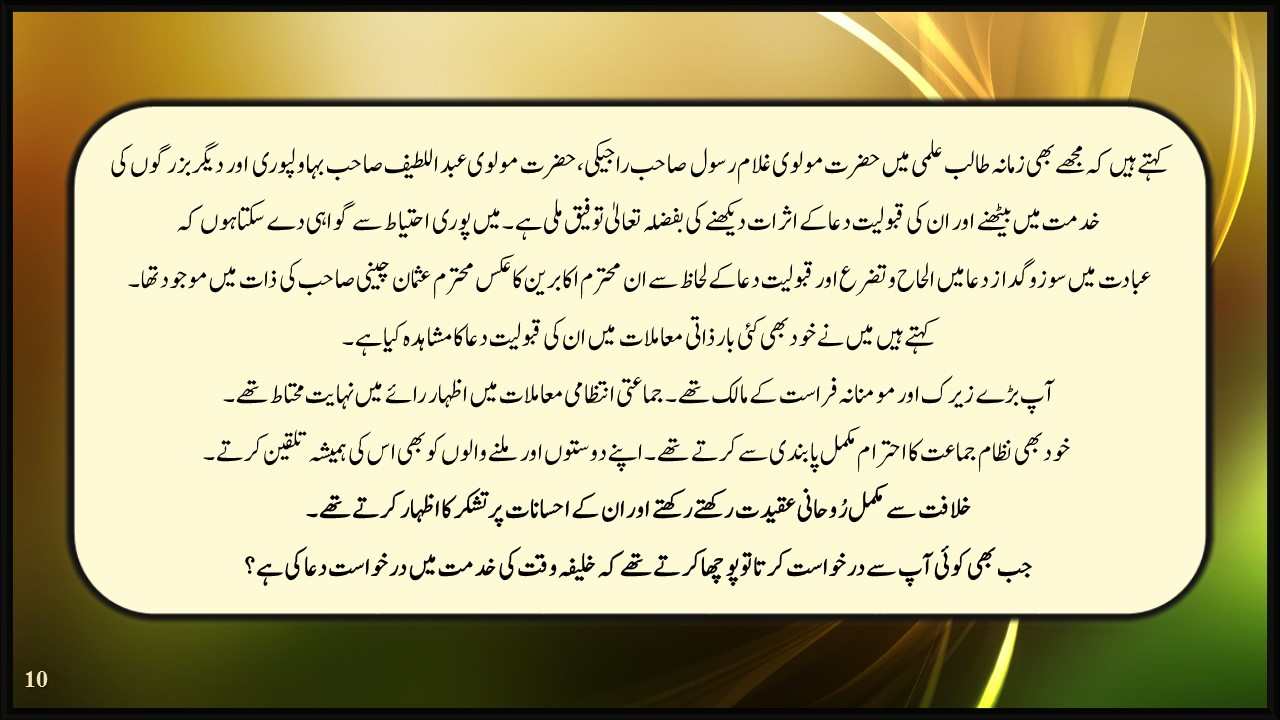 کہتے ہیں کہ مجھے بھی زمانہ طالب علمی میں حضرت مولوی غلام رسول صاحب راجیکی، حضرت مولوی عبد اللطیف صاحب بہاولپوری اور دیگر بزرگوں کی
خدمت میں بیٹھنے اور ان کی قبولیت دعا کے اثرات دیکھنے کی بفضلہ تعالیٰ توفیق ملی ہے۔ میں پوری احتیاط سے گواہی دے سکتا ہوں کہ
عبادت میں سوز و گداز دعا میں الحاح و تضرع اور قبولیت دعا کے لحاظ سے ان محترم اکابرین کا عکس محترم عثمان چینی صاحب کی ذات میں موجود تھا۔
کہتے ہیں میں نے خود بھی کئی بار ذاتی معاملات میں ان کی قبولیت دعا کا مشاہدہ کیا ہے۔
آپ بڑے زیرک اور مومنانہ فراست کے مالک تھے۔ جماعتی انتظامی معاملات میں اظہار رائے میں نہایت محتاط تھے۔
خود بھی نظام جماعت کا احترام مکمل پابندی سے کرتے تھے۔ اپنے دوستوں اور ملنے والوں کو بھی اس کی ہمیشہ تلقین کرتے۔
خلافت سے مکمل رُوحانی عقیدت رکھتے رکھتے اور ان کے احسانات پر تشکر کا اظہار کرتے تھے۔
جب بھی کوئی آپ سے درخواست کرتا تو پوچھا کرتے تھے کہ خلیفہ وقت کی خدمت میں درخواست دعا کی ہے؟
10